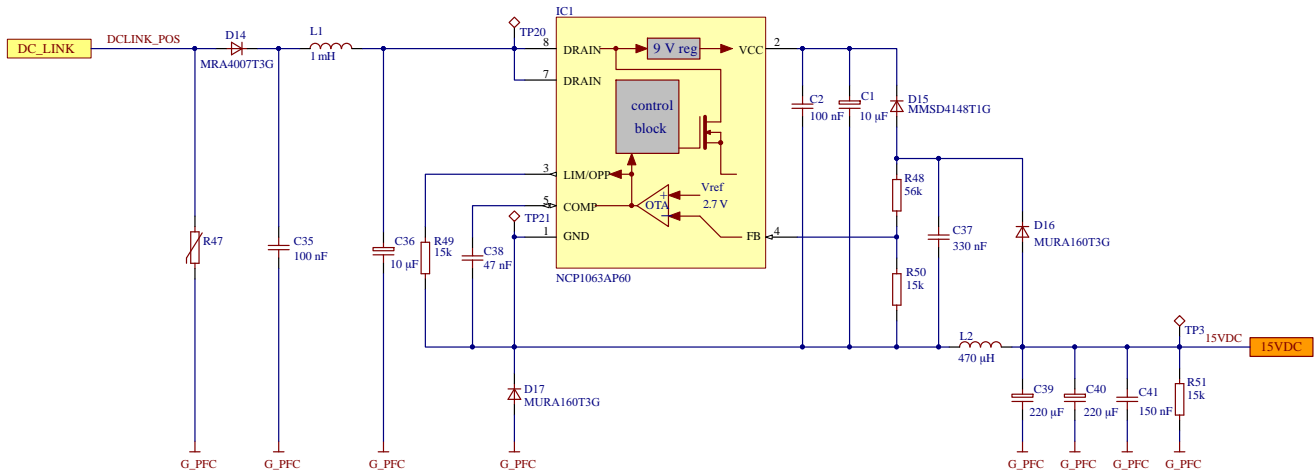 DC_LINK
DCLINK_POS
D14
MRA4007T3G
L1
1 mH
TP20
IC1
8
DRAIN
7
DRAIN
9 V reg
VCC
2
control
block
3
LIM/OPP
5
COMP
OTA
Vref
2.7 V
TP21
1
GND
FB
4
NCP1063AP60
R47
C35
100 nF
C36
10 µF
R49
15k
C38
47 nF
C2
100 nF
C1
10 µF
D15
MMSD4148T1G
R48
56k
C37
330 nF
D16
MURA160T3G
R50
15k
L2
470 µH
TP3
15VDC
15VDC
D17
MURA160T3G
C39
220 µF
C40
220 µF
C41
150 nF
R51
15k
G_PFC
G_PFC
G_PFC
G_PFC
G_PFC
G_PFC
G_PFC
G_PFC